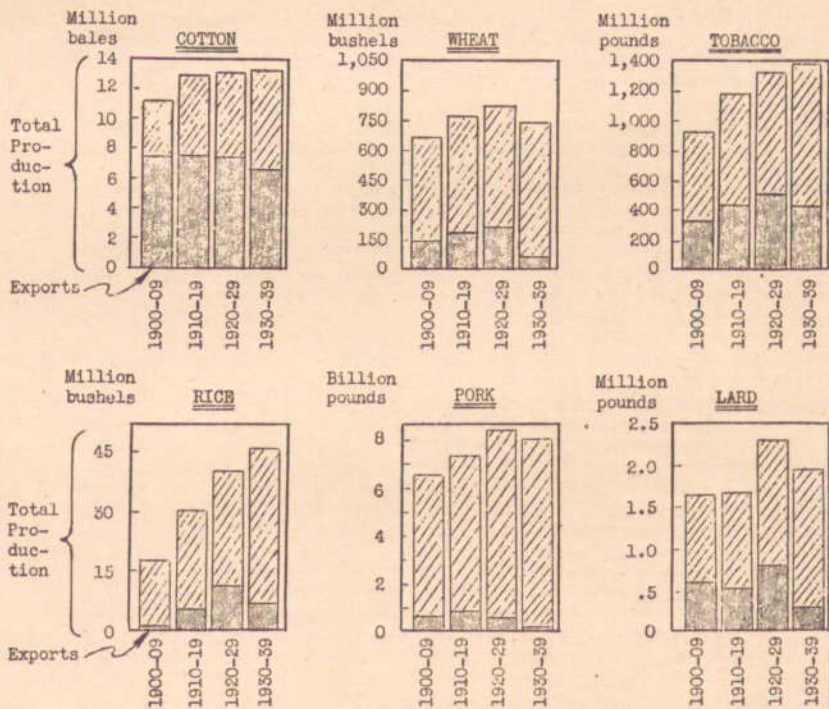 Million bales
COTTON
14
12
10
8
6
4
2
0
Total
Pro-
duc-
tion
Exports
1900-09
1910-19
1920-29
1930-39
Million bushels
WHEAT
1,050
900
750
600
450
300
150
0
1900-09
1910-19
1920-29
1930-39
Million pounds
TOBACCO
1,400
1,200
1,000
800
600
400
200
0
1900-09
1910-19
1920-29
1930-39
Million bushels
RICE
45
30
15
0
Total
Pro-
duc-
tion
Exports
1900-09
1910-19
1920-29
1930-39
Billion pounds
PORK
8
6
4
2
0
1900-09
1910-19
1920-29
1930-39
Million pounds
LARD
2.5
2.0
1.5
1.0
.5
0
1900-09
1910-19
1920-29
1930-39